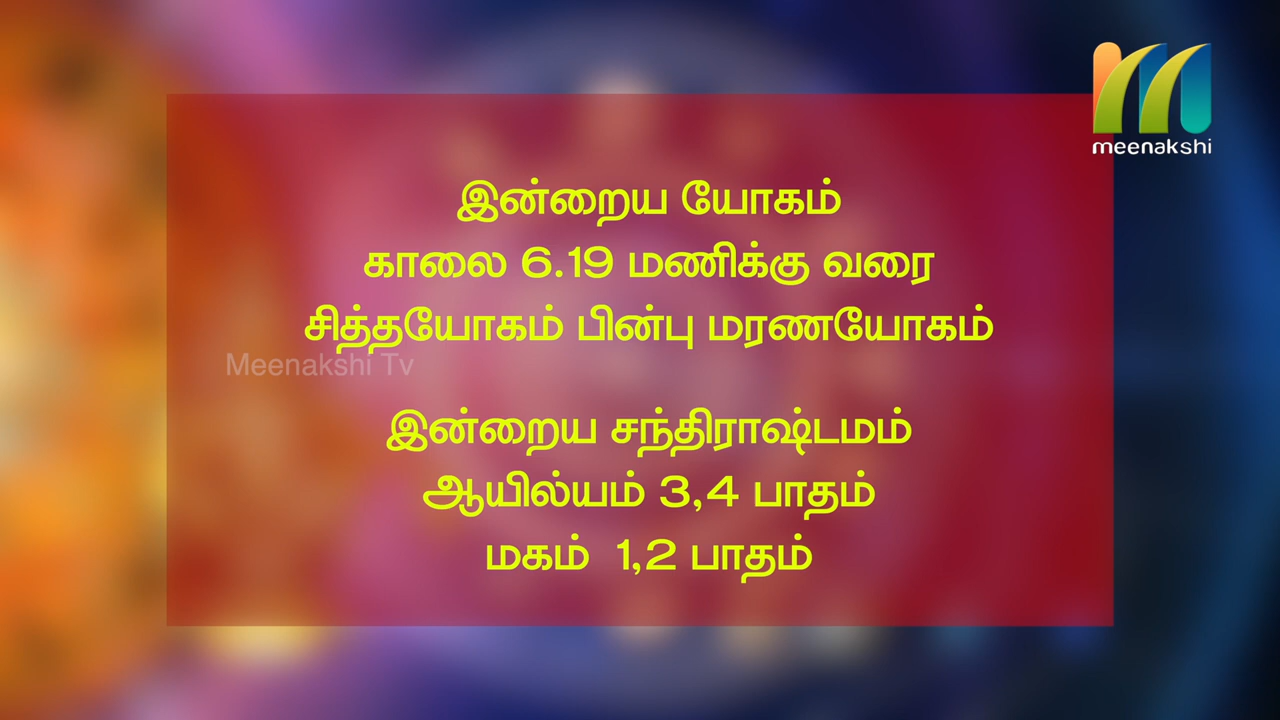 meenakshi
இன்றைய யோகம்
காலை 6.19 மணிக்கு வரை
சித்தயோகம் பின்பு மரணயோகம்
Meenakshi Tv
இன்றைய சந்திராஷ்டமம்
ஆயில்யம் 3,4 பாதம்
மகம் 1,2 பாதம்